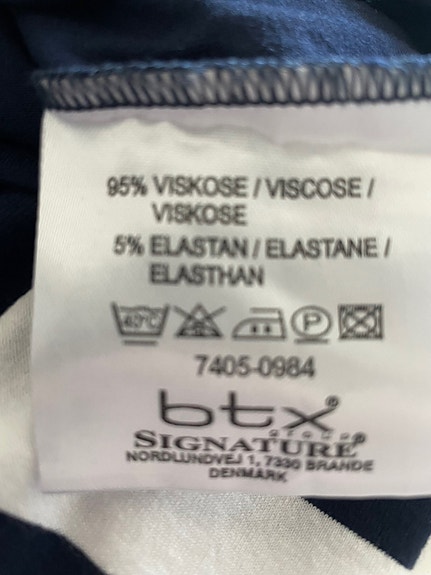 95% VISKOSE / VISCOSE /
VISKOSE
5% ELASTAN / ELASTANE /
ELASTHAN
40°C P
7405-0984
btx®
group
SIGNATURE®
NORDLUNDVEJ 1, 7330 BRANDE
DENMARK